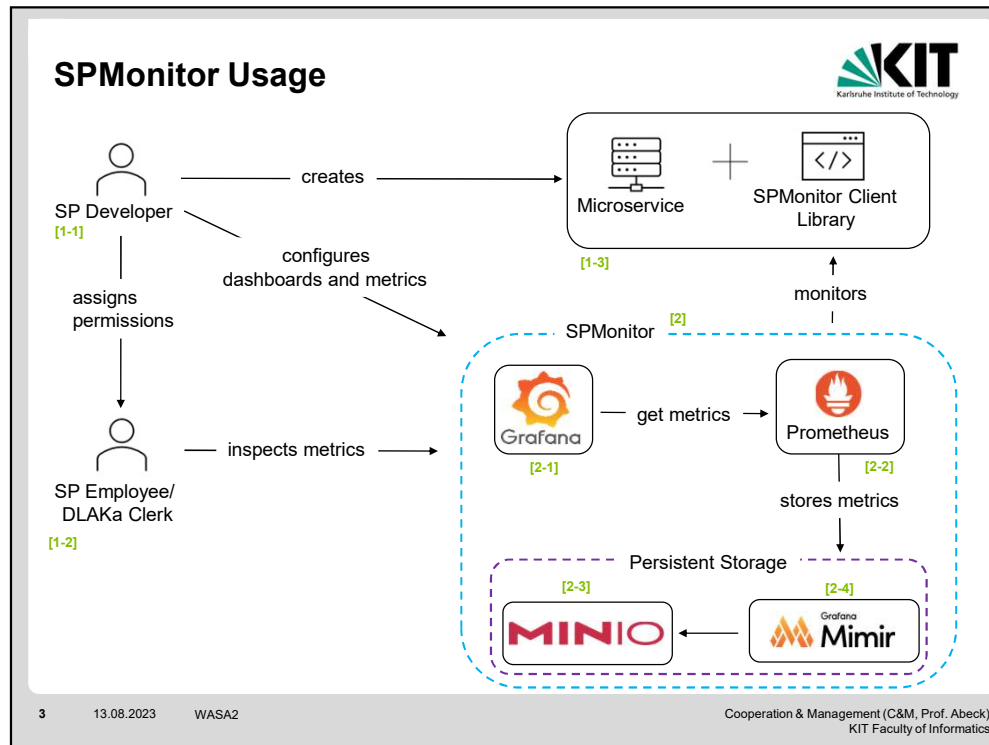 SPMonitor Usage
KIT
Karlsruhe Institute of Technology
SP Developer
[1-1]
creates
Microservice
SPMonitor Client
Library
[1-3]
configures
dashboards and metrics
assigns
permissions
monitors
SPMonitor
[2]
Grafana
[2-1]
get metrics
Prometheus
[2-2]
inspects metrics
SP Employee/
DLAKa Clerk
[1-2]
stores metrics
Persistent Storage
[2-3]
MINIO
[2-4]
Grafana
Mimir
3
13.08.2023
WASA2
Cooperation & Management (C&M, Prof. Abeck)
KIT Faculty of Informatics